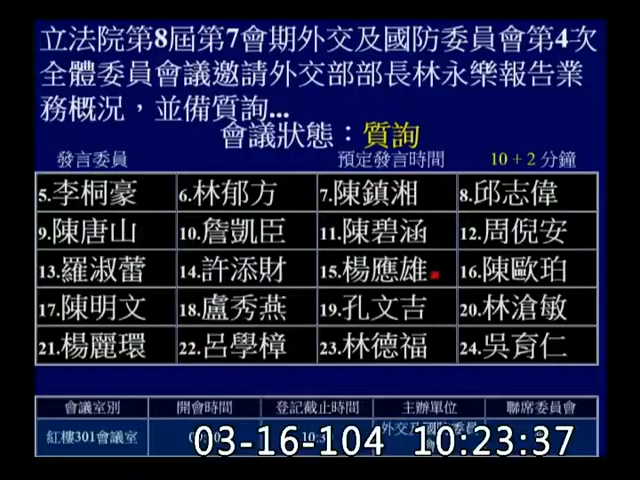 立法院第8屆第7會期外交及國防委員會第4次
全體委員會議邀請外交部部長林永樂報告業
務概況，並備質詢...
會議狀態：質詢
發言委員 預定發言時間 10 + 2 分鐘
5.李桐豪 6.林郁方 7.陳鎮湘 8.邱志偉
9.陳唐山 10.詹凱臣 11.陳碧涵 12.周倪安
13.羅淑蕾 14.許添財 15.楊應雄 16.陳歐珀
17.陳明文 18.盧秀燕 19.孔文吉 20.林滄敏
21.楊麗環 22.呂學樟 23.林德福 24.吳育仁
會議室別 開會時間 登記截止時間 主辦單位 聯席委員會
紅樓301會議室 外交及國防委員
03-16-104 10:23:37